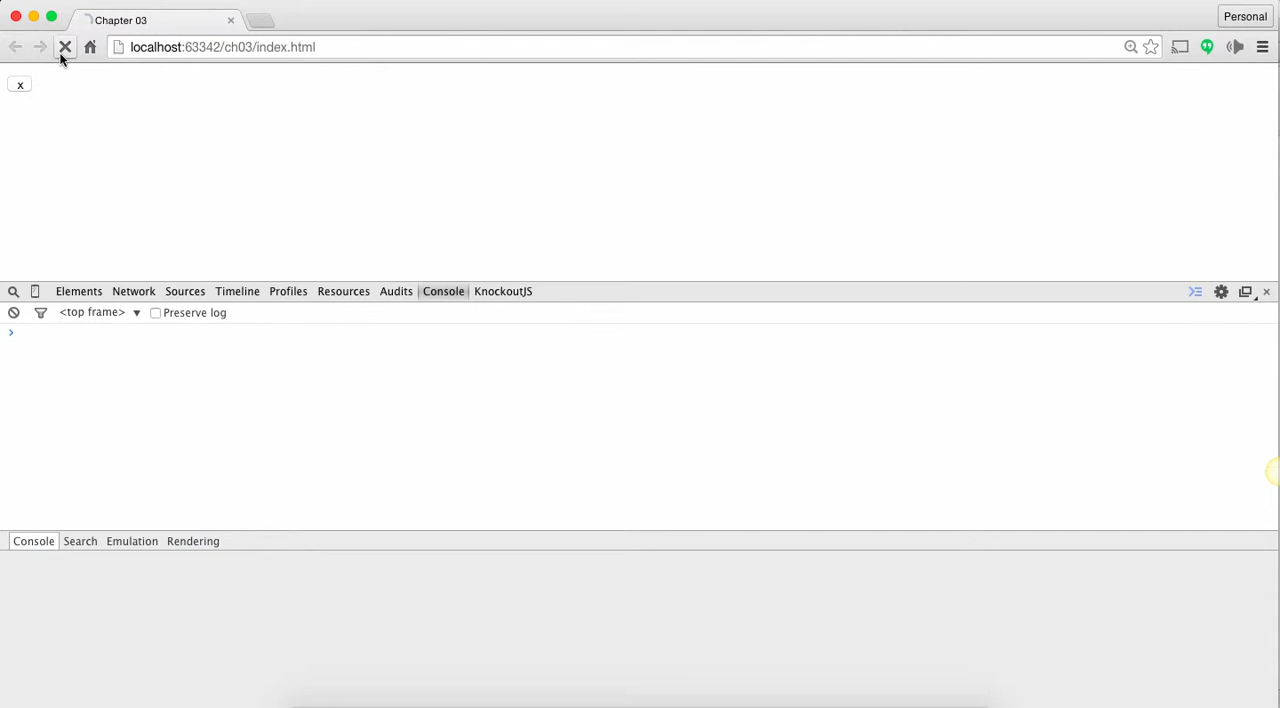 Chapter 03
Personal
localhost:63342/ch03/index.html
x
Elements Network Sources Timeline Profiles Resources Audits Console KnockoutJS
<top frame> Preserve log
Console Search Emulation Rendering